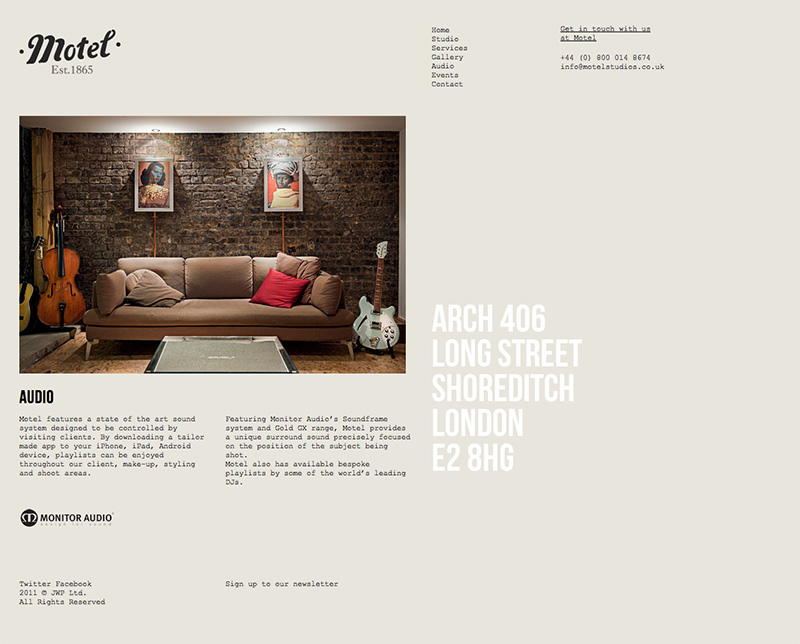 Motel
Est.1865
Home
Studio
Services
Gallery
Audio
Events
Contact
Get in touch with us
at Motel
+44 (0) 800 014 8674
info@motelstudios.co.uk
ARCH 406
LONG STREET
SHOREDITCH
LONDON
E2 8HG
AUDIO
Motel features a state of the art sound
system designed to be controlled by
visiting clients. By downloading a tailor
made app to your iPhone, iPad, Android
device, playlists can be enjoyed
throughout our client, make-up, styling
and shoot areas.
Featuring Monitor Audio's Soundframe
system and Gold GX range, Motel provides
a unique surround sound precisely focused
on the position of the subject being
shot.
Motel also has available bespoke
playlists by some of the world's leading
DJs.
MONITOR AUDIO®
design for sound
Twitter Facebook
2011 © JWP Ltd.
All Rights Reserved
Sign up to our newsletter